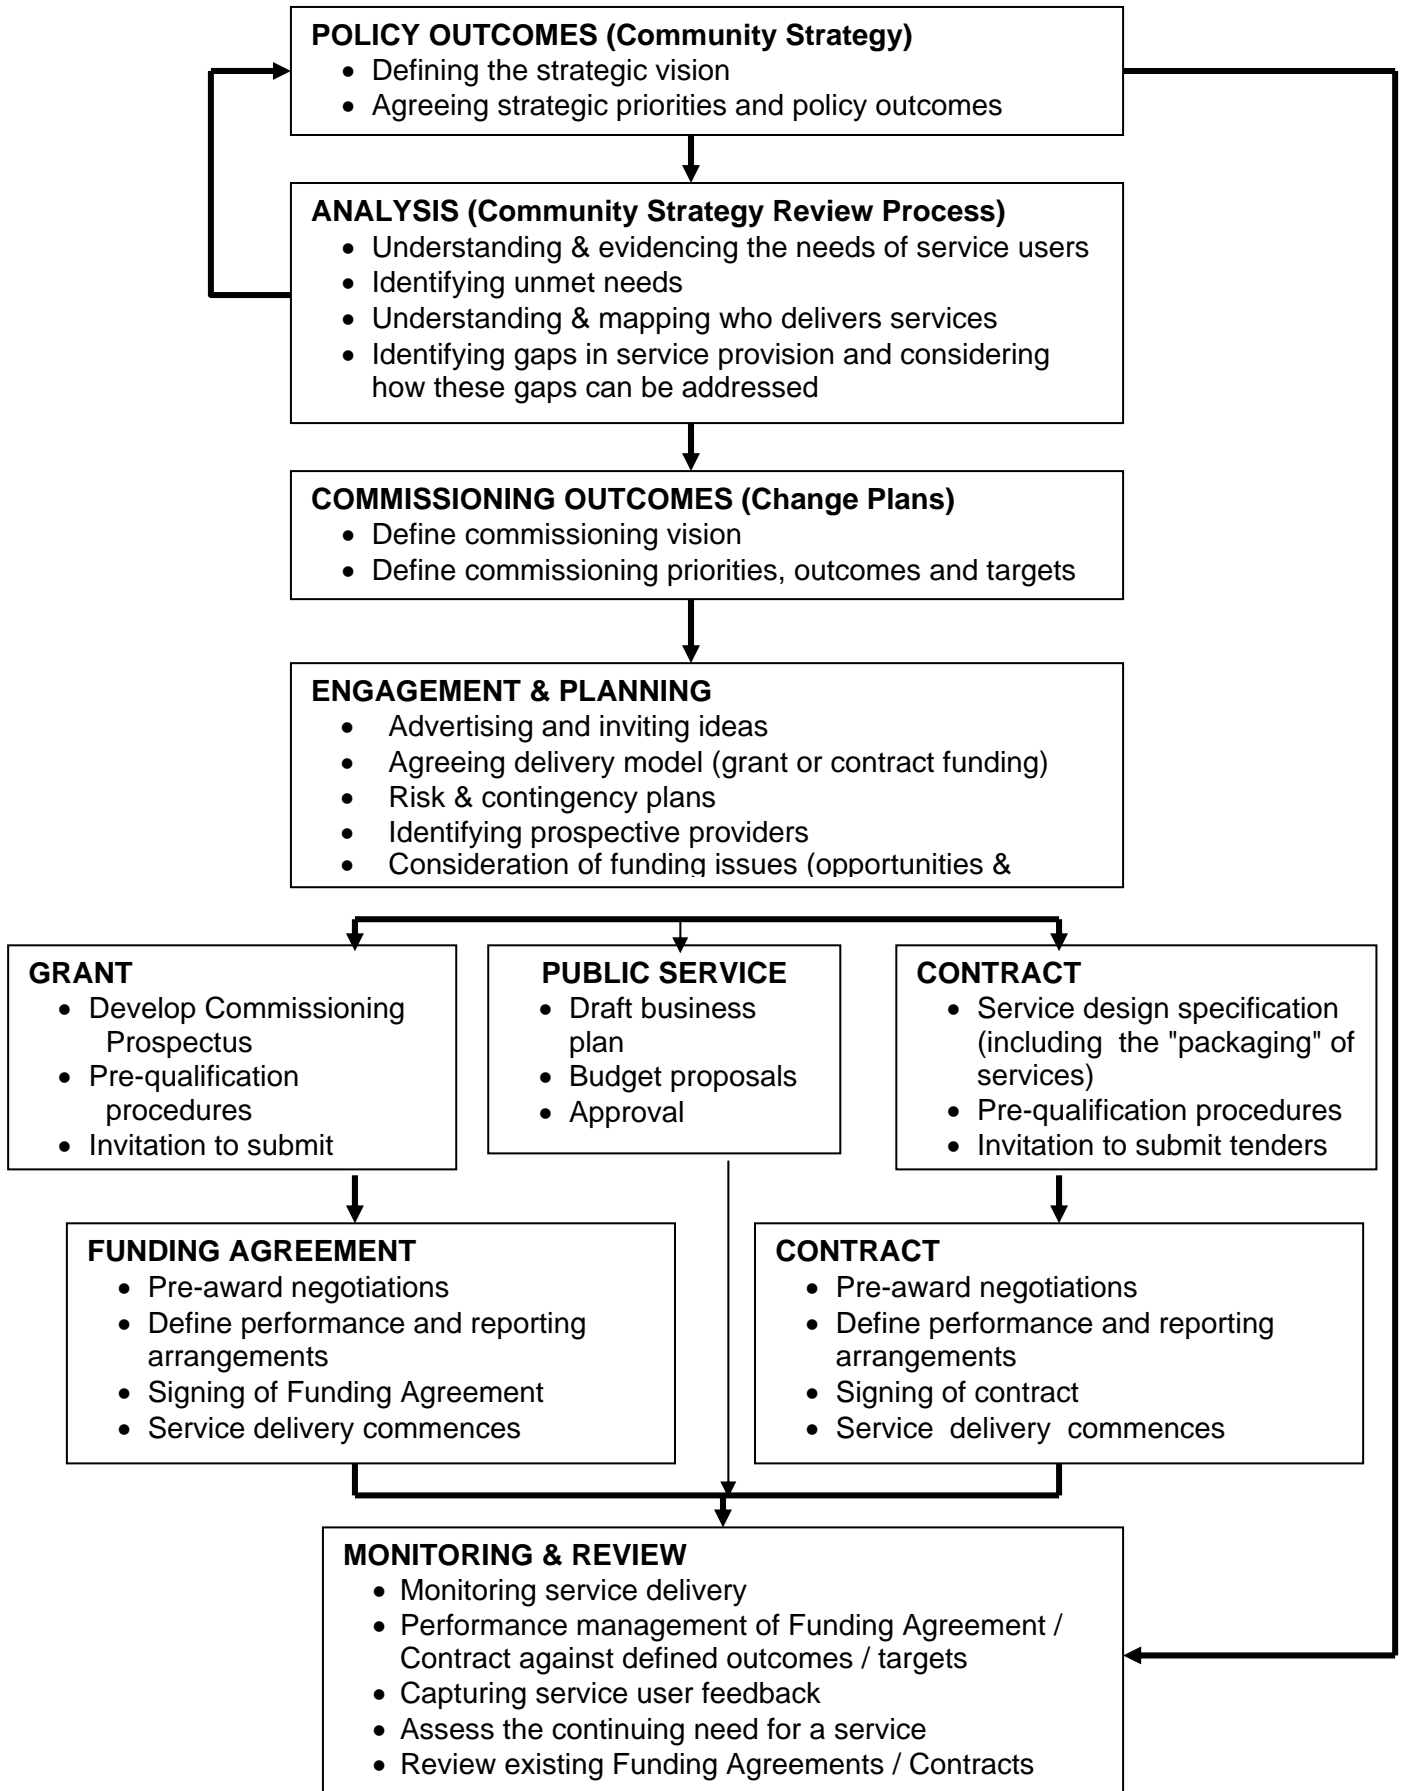 POLICY OUTCOMES (Community Strategy)
• Defining the strategic vision
• Agreeing strategic priorities and policy outcomes
ANALYSIS (Community Strategy Review Process)
• Understanding & evidencing the needs of service users
• Identifying unmet needs
• Understanding & mapping who delivers services
• Identifying gaps in service provision and considering
how these gaps can be addressed
COMMISSIONING OUTCOMES (Change Plans)
• Define commissioning vision
• Define commissioning priorities, outcomes and targets
ENGAGEMENT & PLANNING
• Advertising and inviting ideas
• Agreeing delivery model (grant or contract funding)
• Risk & contingency plans
• Identifying prospective providers
• Consideration of funding issues (opportunities &
GRANT
• Develop Commissioning
Prospectus
• Pre-qualification
procedures
• Invitation to submit
PUBLIC SERVICE
• Draft business
plan
• Budget proposals
• Approval
CONTRACT
• Service design specification
(including the "packaging" of
services)
• Pre-qualification procedures
• Invitation to submit tenders
FUNDING AGREEMENT
• Pre-award negotiations
• Define performance and reporting
arrangements
• Signing of Funding Agreement
• Service delivery commences
CONTRACT
• Pre-award negotiations
• Define performance and reporting
arrangements
• Signing of contract
• Service delivery commences
MONITORING & REVIEW
• Monitoring service delivery
• Performance management of Funding Agreement /
Contract against defined outcomes / targets
• Capturing service user feedback
• Assess the continuing need for a service
• Review existing Funding Agreements / Contracts